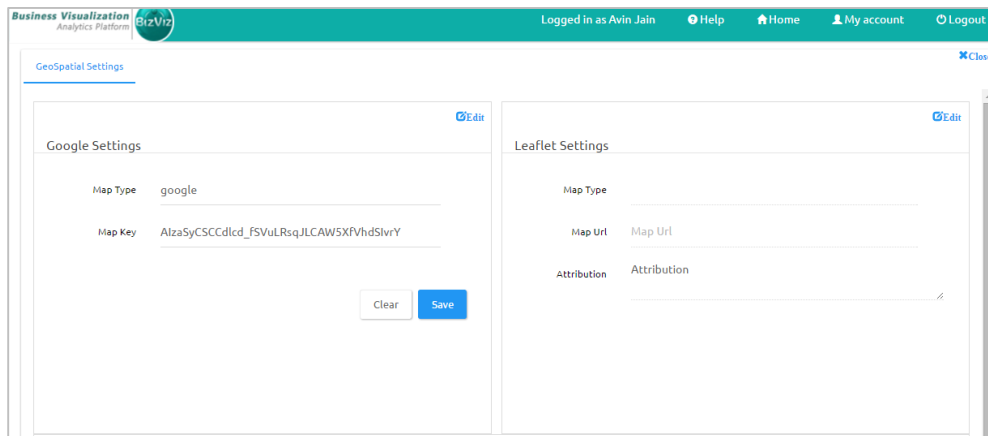 Business Visualization
Analytics Platform
BizViz
Logged in as Avin Jain Help Home My account Logout
GeoSpatial Settings
Close
Edit
Google Settings
Map Type google
Map Key AIzaSyCSCCdlcd_fSVuLRsqJLCAW5XfVhdSIvrY
Clear Save
Edit
Leaflet Settings
Map Type
Map Url Map Url
Attribution Attribution